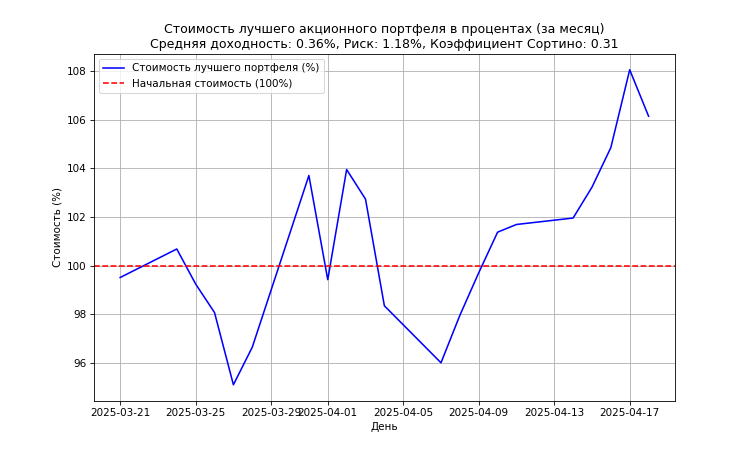 Стоимость лучшего акционного портфеля в процентах (за месяц)
Средняя доходность: 0.36%, Риск: 1.18%, Коэффициент Сортино: 0.31
Стоимость лучшего портфеля (%)
Начальная стоимость (100%)
Стоимость (%)
108
106
104
102
100
98
96
2025-03-21 2025-03-25 2025-03-29 2025-04-01 2025-04-05 2025-04-09 2025-04-13 2025-04-17
День